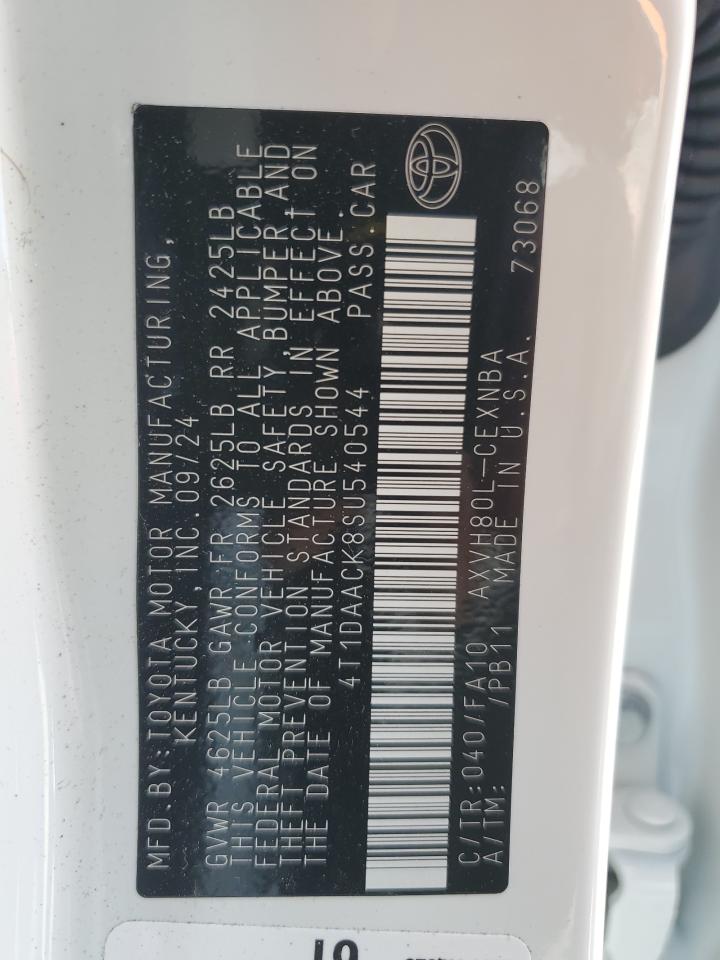 MFD.BY:TOYOTA MOTOR MANUFACTURING,
KENTUCKY, INC.09/24
GVWR 4625LB GAWR FR 2625LB RR 2425LB
THIS VEHICLE CONFORMS TO ALL APPLICABLE
FEDERAL MOTOR VEHICLE SAFETY, BUMPER, AND
THEFT PREVENTION STANDARDS IN EFFECT ON
THE DATE OF MANUFACTURE SHOWN ABOVE.
4T1DAACK8SU540544 PASS.CAR
C/TR:040/FA10 AXVH80L-CEXNBA
A/TM: /PB11 MADE IN U.S.A. 73068